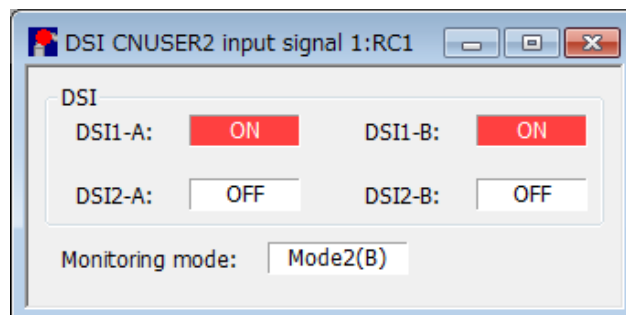 DSI CNUSER2 input signal 1:RC1
DSI
DSI1-A: ON DSI1-B: ON
DSI2-A: OFF DSI2-B: OFF
Monitoring mode: Mode2(B)